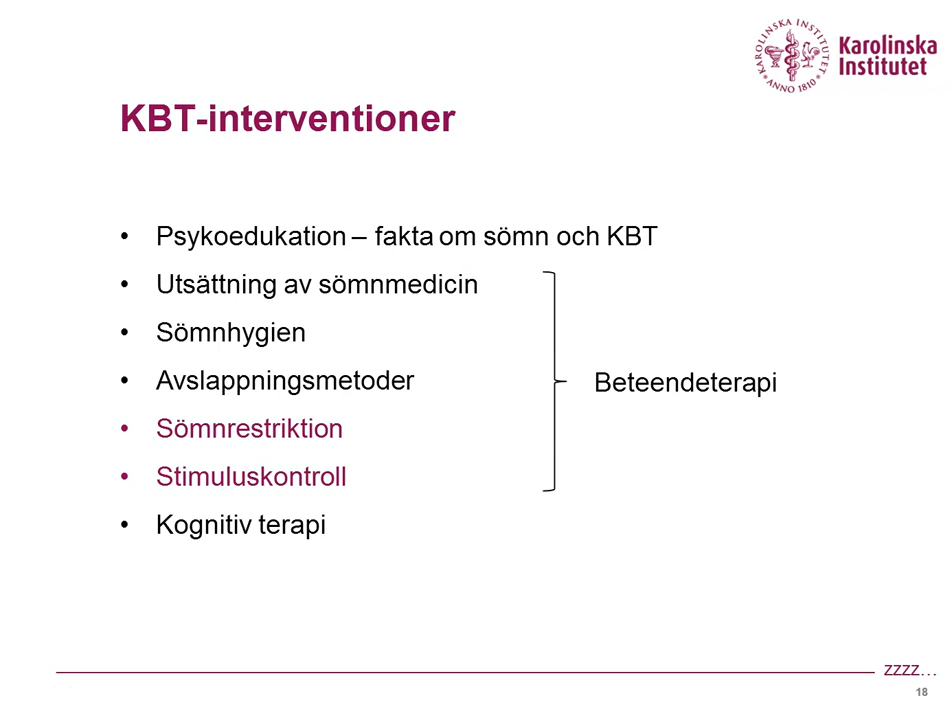 KAROLINSKA INSTITUTET
ANNO 1810
Karolinska
Institutet
KBT-interventioner
• Psykoedukation – fakta om sömn och KBT
• Utsättning av sömnmedicin
• Sömnhygien
• Avslappningsmetoder
• Sömnrestriktion
• Stimuluskontroll
• Kognitiv terapi
Beteendeterapi
zzzz...
18